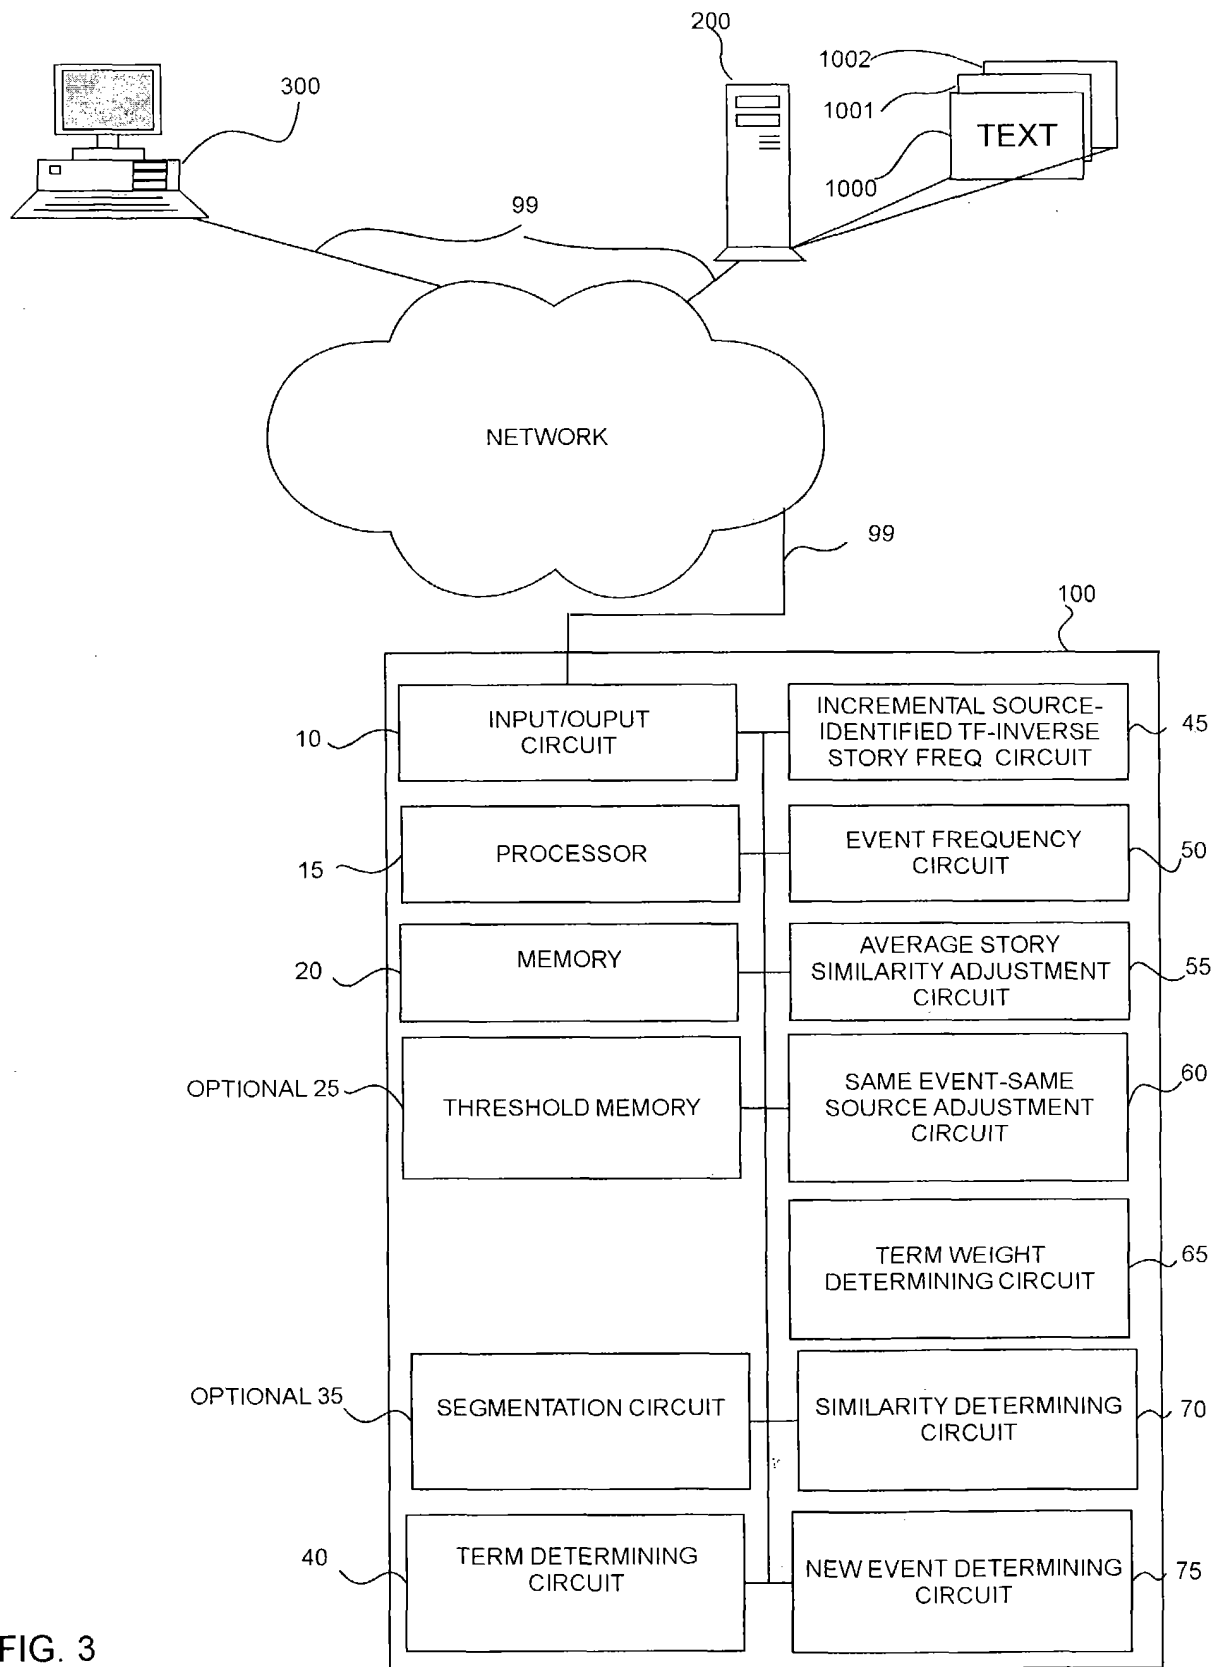 200
1002
300
1001
TEXT
1000
99
NETWORK
99
100
INPUT/OUPUT
CIRCUIT
10
INCREMENTAL SOURCE-
IDENTIFIED TF-INVERSE
STORY FREQ CIRCUIT
45
PROCESSOR
15
EVENT FREQUENCY
CIRCUIT
50
MEMORY
20
AVERAGE STORY
SIMILARITY ADJUSTMENT
CIRCUIT
55
OPTIONAL 25
THRESHOLD MEMORY
SAME EVENT-SAME
SOURCE ADJUSTMENT
CIRCUIT
60
TERM WEIGHT
DETERMINING CIRCUIT
65
OPTIONAL 35
SEGMENTATION CIRCUIT
SIMILARITY DETERMINING
CIRCUIT
70
40
TERM DETERMINING
CIRCUIT
NEW EVENT DETERMINING
CIRCUIT
75
FIG. 3